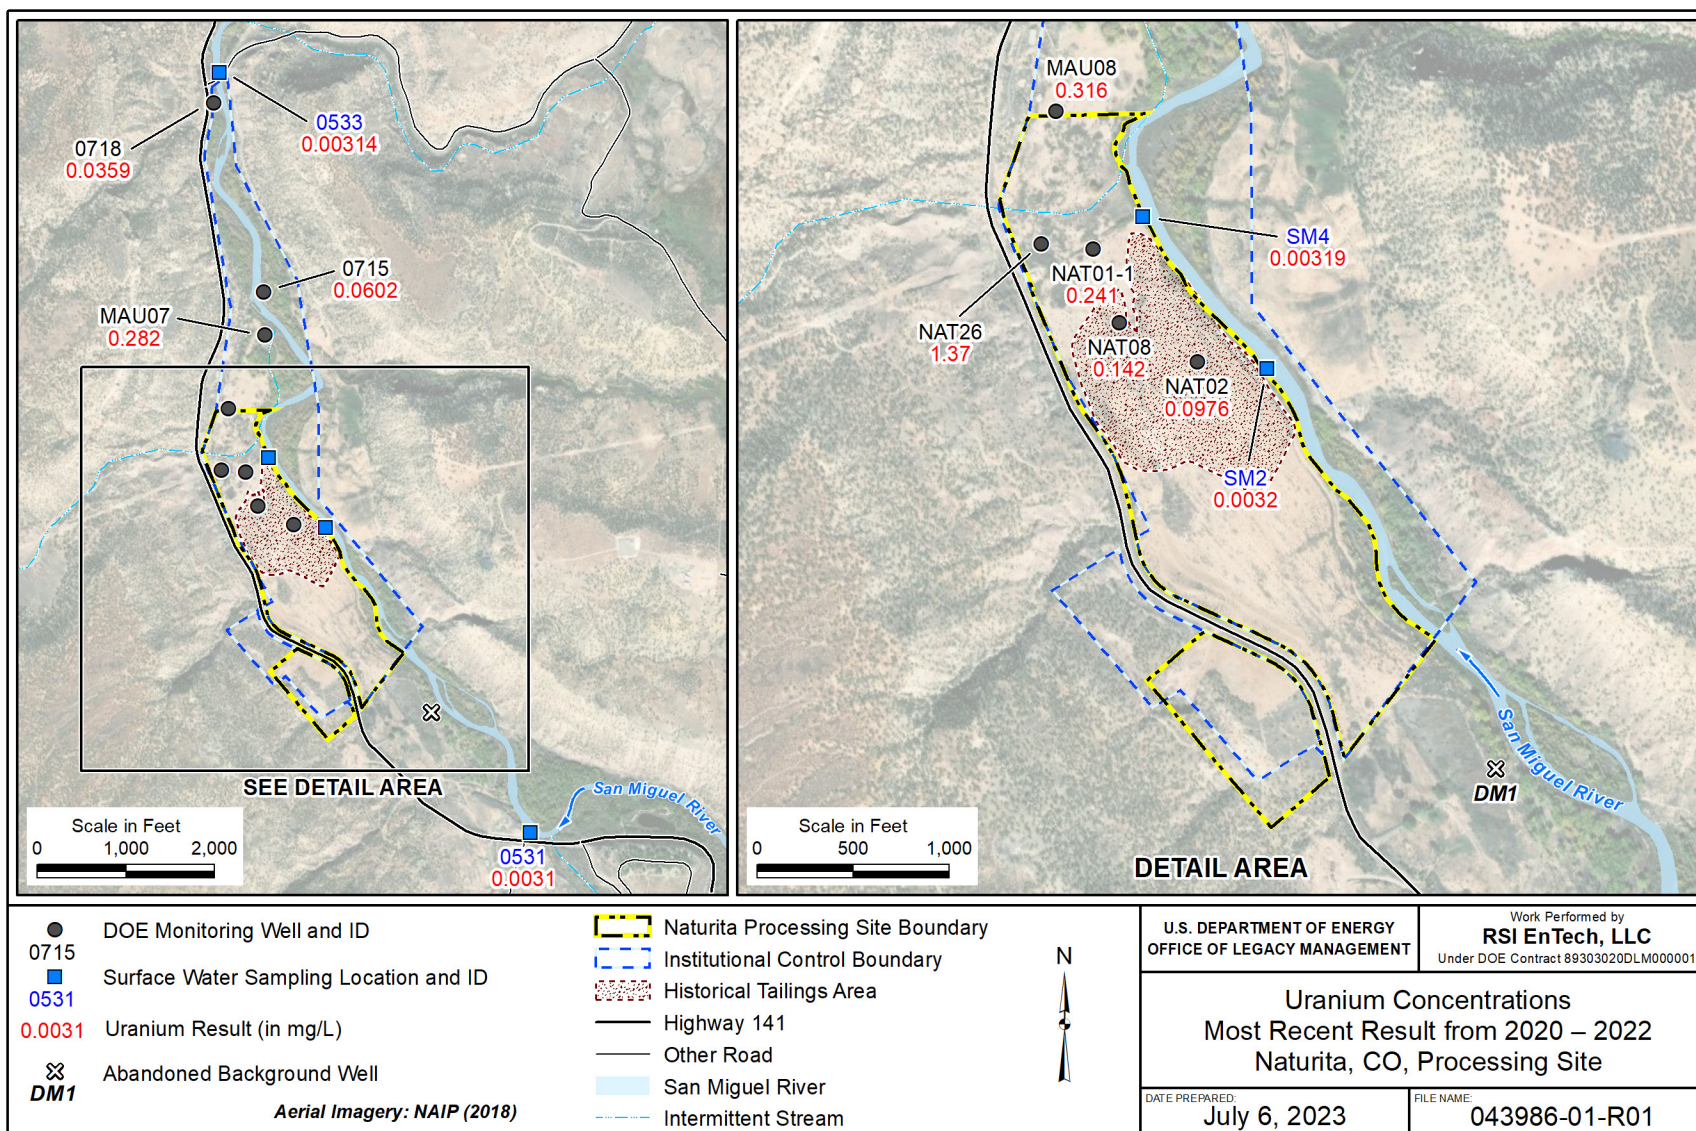 0533
0.00314
0718
0.0359
0715
0.0602
MAU07
0.282
SEE DETAIL AREA
San Miguel River
Scale in Feet
0 1,000 2,000
0531
0.0031
MAU08
0.316
SM4
0.00319
NAT01-1
0.241
NAT26
1.37
NAT08
0.142
NAT02
0.0976
SM2
0.0032
San Miguel River
DM1
Scale in Feet
0 500 1,000
DETAIL AREA
DOE Monitoring Well and ID
0715
Surface Water Sampling Location and ID
0531
0.0031 Uranium Result (in mg/L)
Abandoned Background Well
DM1
Aerial Imagery: NAIP (2018)
Naturita Processing Site Boundary
Institutional Control Boundary
Historical Tailings Area
Highway 141
Other Road
San Miguel River
Intermittent Stream
N
U.S. DEPARTMENT OF ENERGY
OFFICE OF LEGACY MANAGEMENT
Work Performed by
RSI EnTech, LLC
Under DOE Contract 89303020DLM000001
Uranium Concentrations
Most Recent Result from 2020 – 2022
Naturita, CO, Processing Site
DATE PREPARED:
July 6, 2023
FILE NAME:
043986-01-R01